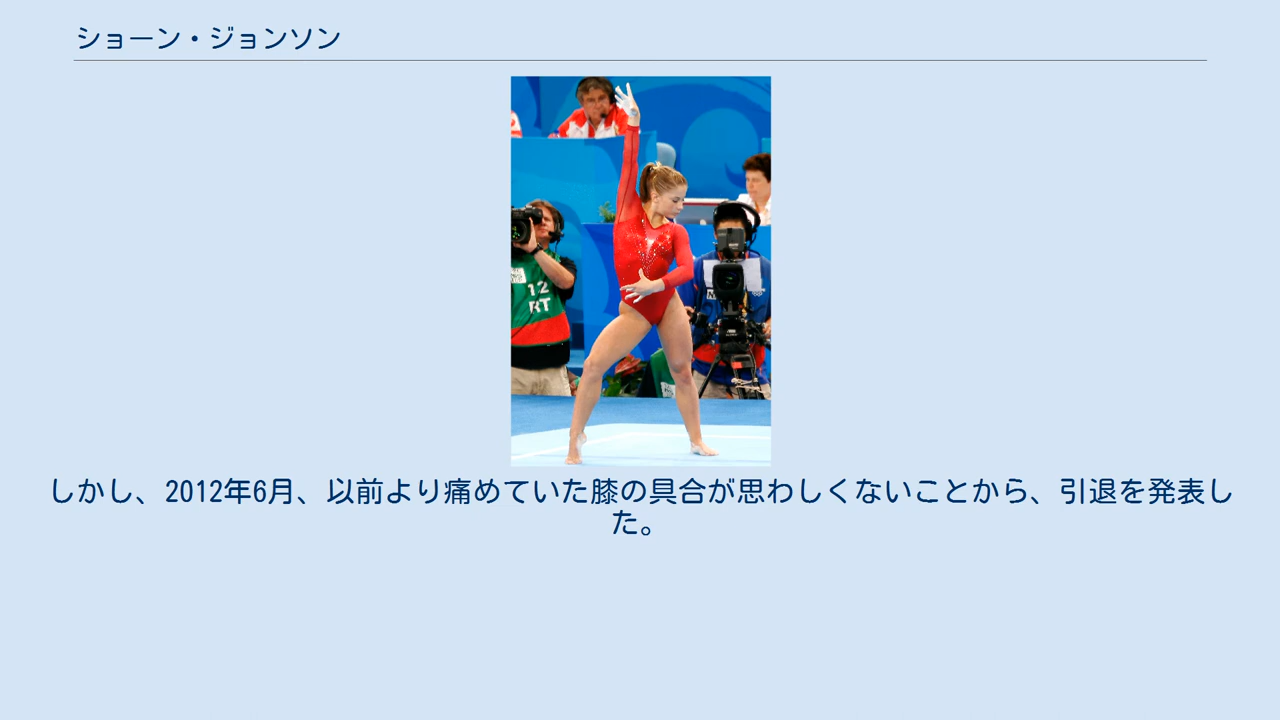 ショーン・ジョンソン
12
RT
しかし、2012年6月、以前より痛めていた膝の具合が思わしくないことから、引退を発表し
た。